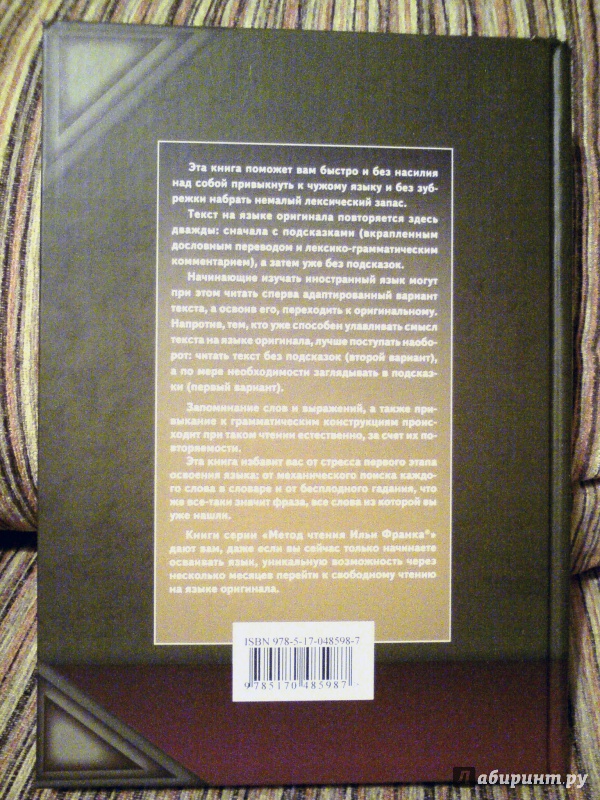 Эта книга поможет вам быстро и без насилия
над собой привыкнуть к чужому языку и без зуб-
режки набрать немалый лексический запас.
Текст на языке оригинала повторяется здесь
дважды: сначала с подсказками (вкрапленным
дословным переводом и лексико-грамматическим
комментарием), а затем уже без подсказок.
Начинающие изучать иностранный язык могут
при этом читать сперва адаптированный вариант
текста, а освоив его, переходить к оригинальному.
Напротив, тем, кто уже способен улавливать смысл
текста на языке оригинала, лучше поступать наобо-
рот: читать текст без подсказок (второй вариант),
а по мере необходимости заглядывать в подсказ-
ки (первый вариант).
Запоминание слов и выражений, а также при-
выкание к грамматическим конструкциям проис-
ходит при таком чтении естественно, за счет их по-
вторяемости.
Эта книга избавит вас от стресса первого этапа
освоения языка: от механического поиска каждо-
го слова в словаре и от бесплодного гадания, что
же все-таки значит фраза, все слова из которой вы
уже нашли.
Книги серии «Метод чтения Ильи Франка®»
дают вам, даже если вы сейчас только начинаете
осваивать язык, уникальную возможность через
несколько месяцев перейти к свободному чтению
на языке оригинала.
ISBN 978-5-17-048598-7
9 785170 485987
лабиринт.ру